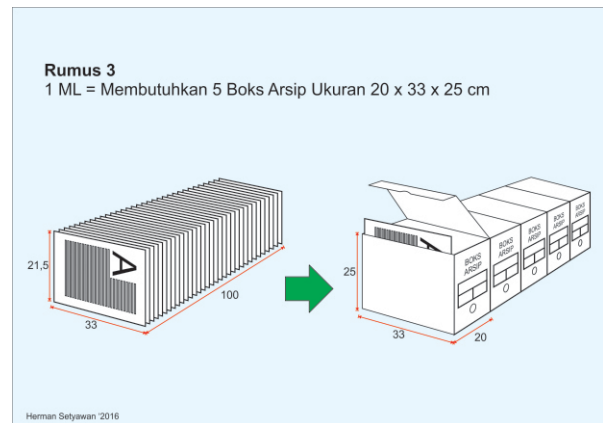 Rumus 3
1 ML = Membutuhkan 5 Boks Arsip Ukuran 20 x 33 x 25 cm
21,5
33
100
A
25
33
20
A
BOKS
ARSIP
BOKS
ARSIP
BOKS
ARSIP
BOKS
ARSIP
BOKS
ARSIP
Herman Setyawan '2016